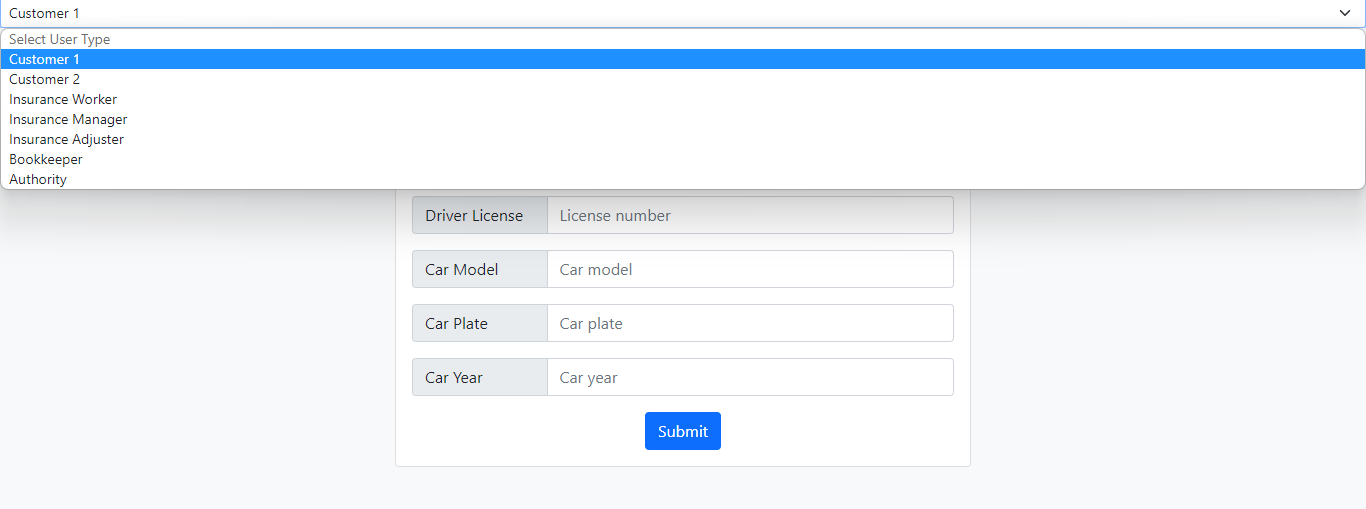 Customer 1
Select User Type
Customer 1
Customer 2
Insurance Worker
Insurance Manager
Insurance Adjuster
Bookkeeper
Authority
Driver License License number
Car Model Car model
Car Plate Car plate
Car Year Car year
Submit